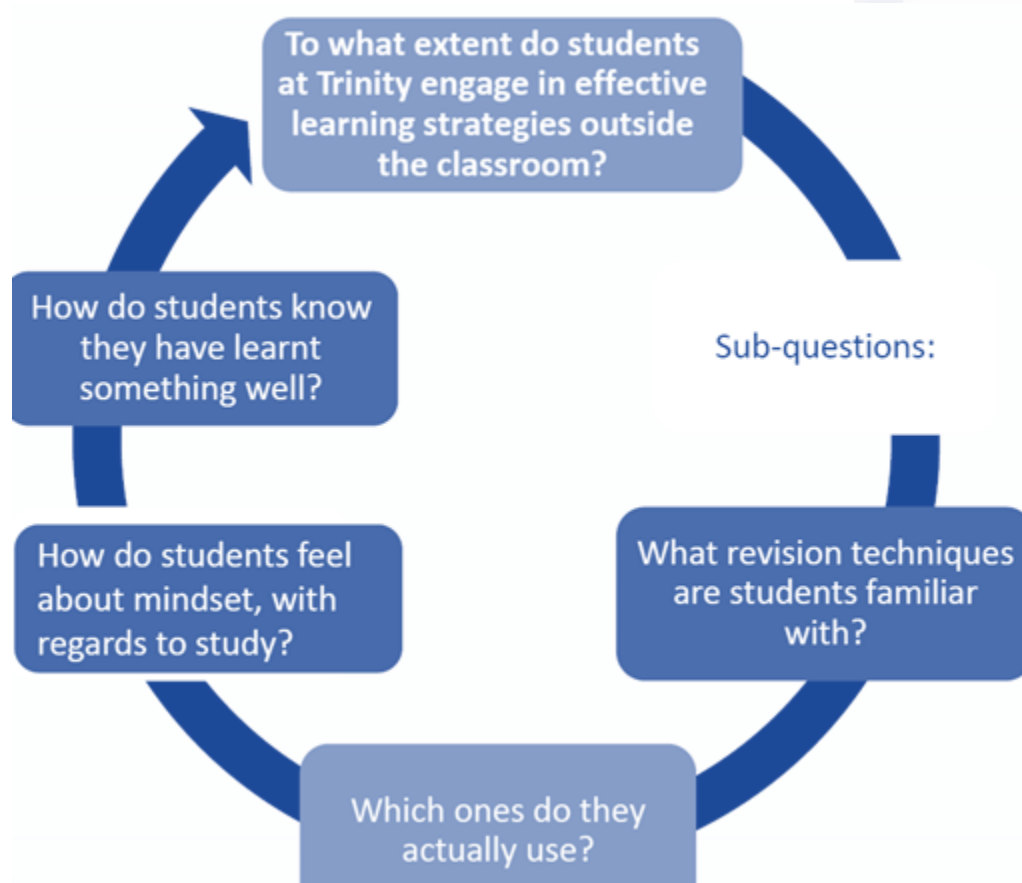 To what extent do students
at Trinity engage in effective
learning strategies outside
the classroom?
Sub-questions:
What revision techniques
are students familiar
with?
Which ones do they
actually use?
How do students feel
about mindset, with
regards to study?
How do students know
they have learnt
something well?